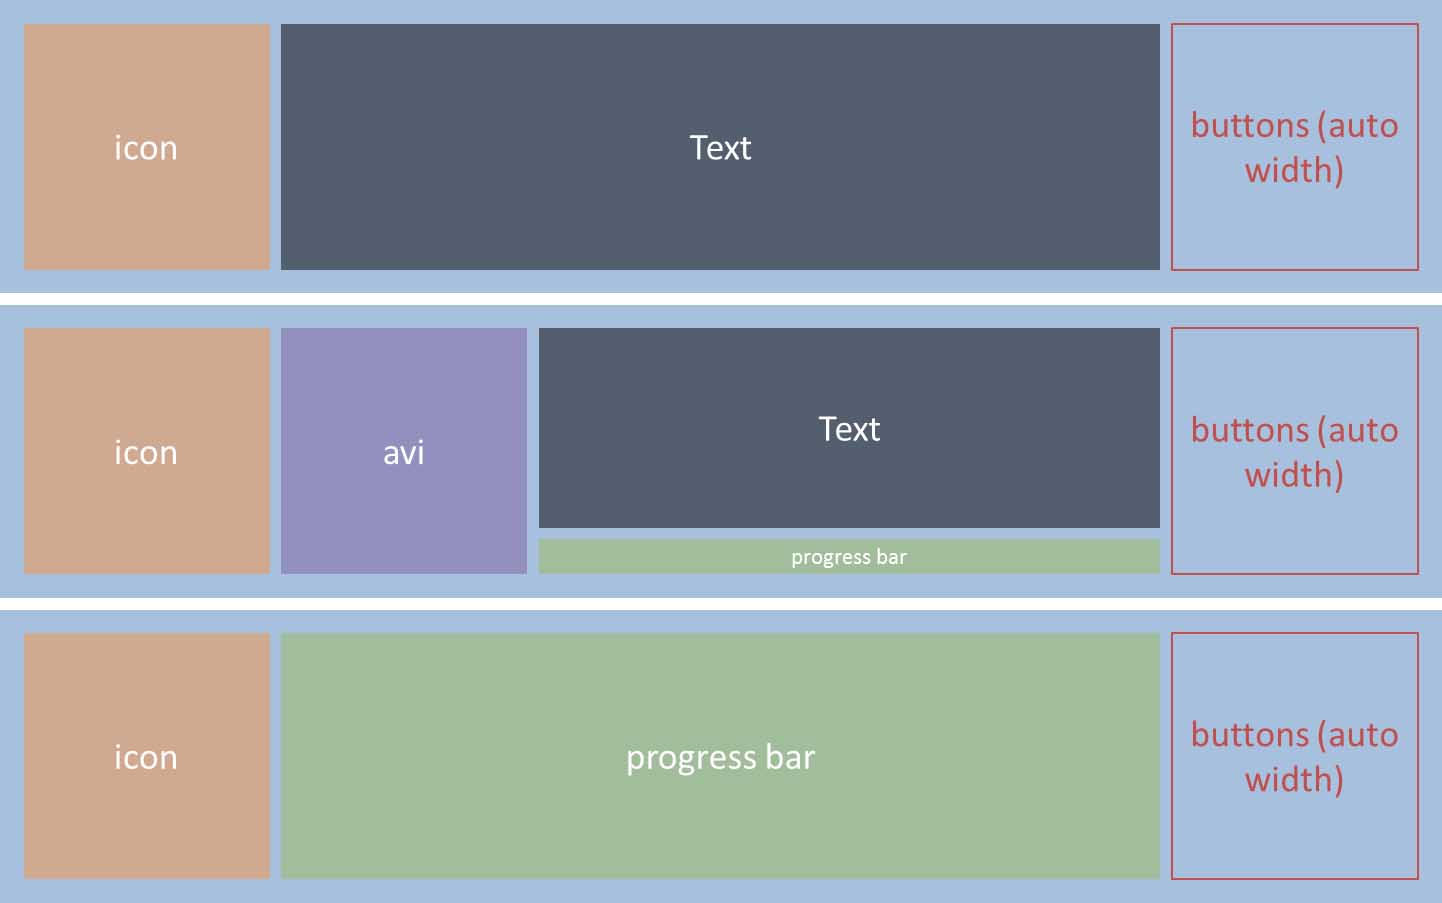 icon
Text
buttons (auto
width)
icon
avi
Text
progress bar
buttons (auto
width)
icon
progress bar
buttons (auto
width)